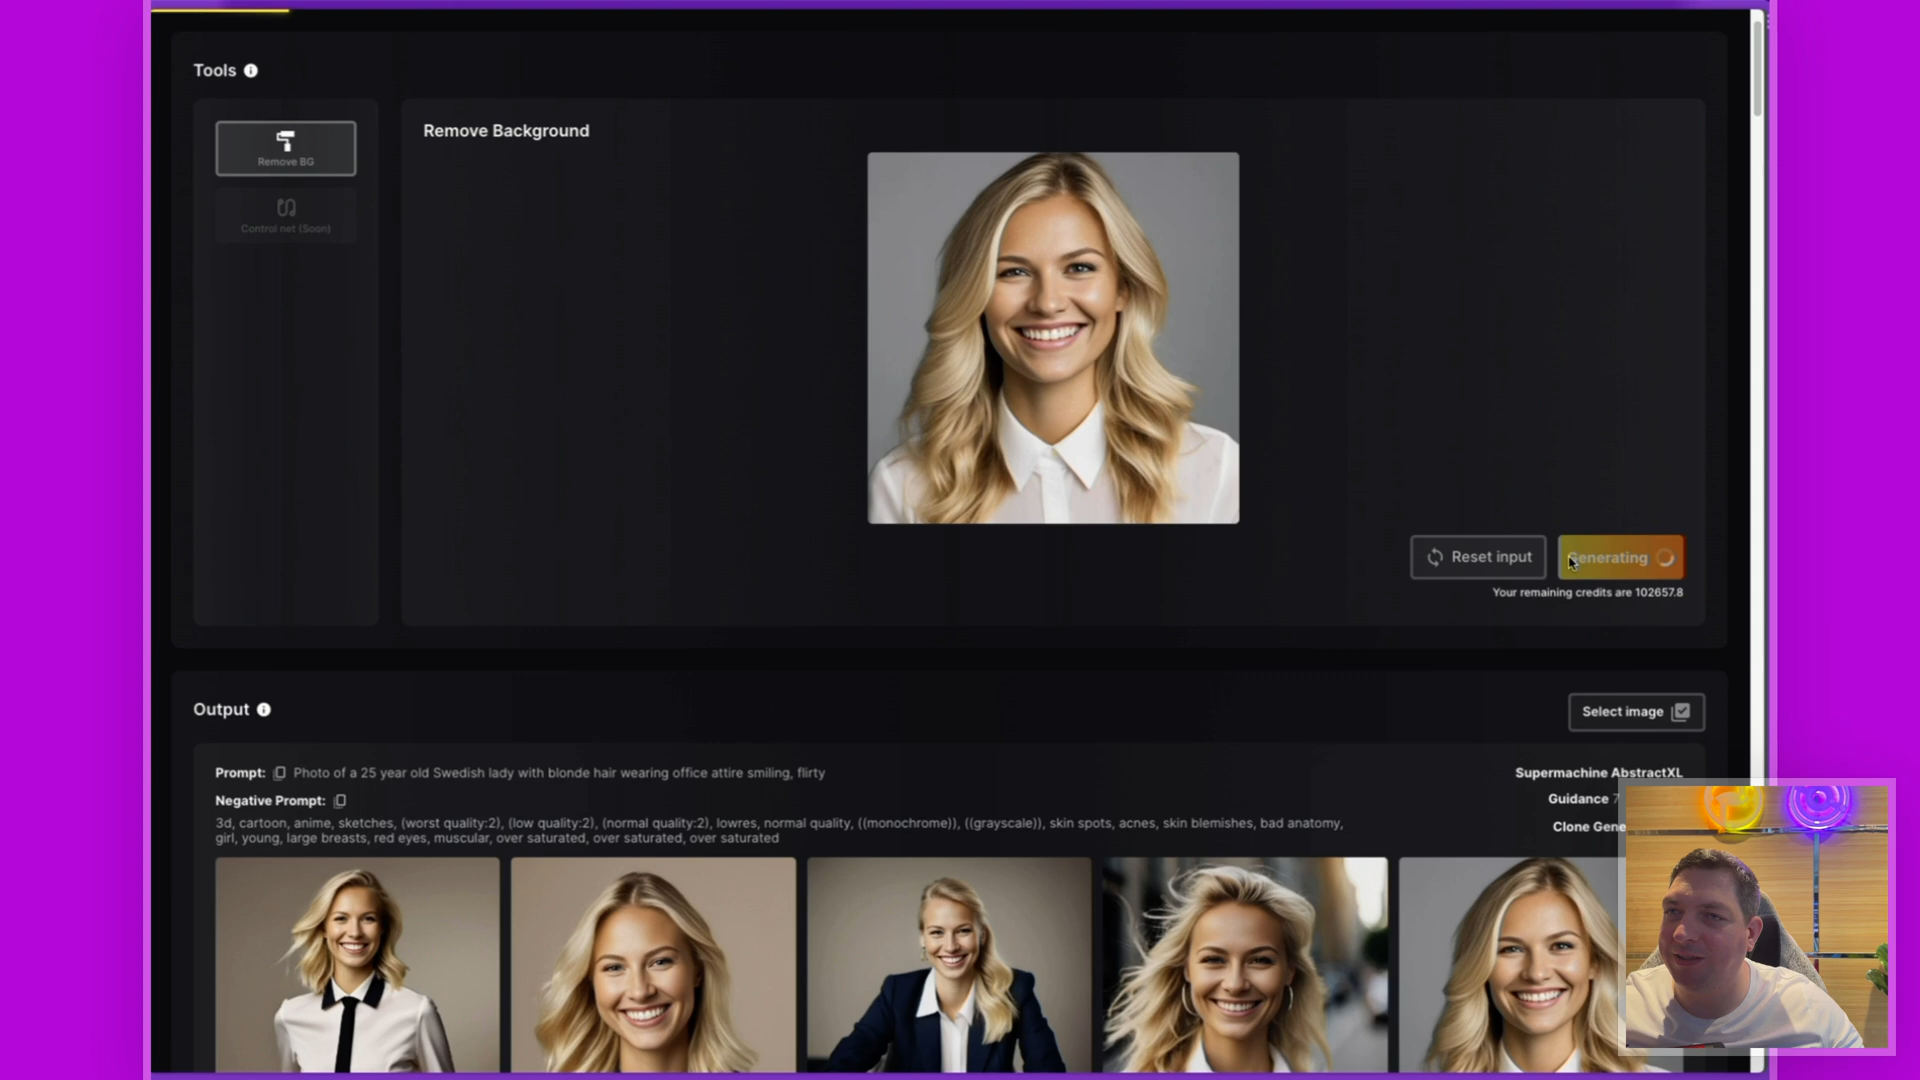 Tools
Remove BG
Control net (Soon)
Remove Background
Reset input
Generating
Your remaining credits are 102657.8
Output
Select image
Prompt: Photo of a 25 year old Swedish lady with blonde hair wearing office attire smiling, flirty
Negative Prompt:
3d, cartoon, anime, sketches, (worst quality:2), (low quality:2), (normal quality:2), lowres, normal quality, ((monochrome)), ((grayscale)), skin spots, acnes, skin blemishes, bad anatomy,
girl, young, large breasts, red eyes, muscular, over saturated, over saturated, over saturated
Supermachine AbstractXL
Guidance 7
Clone Gene